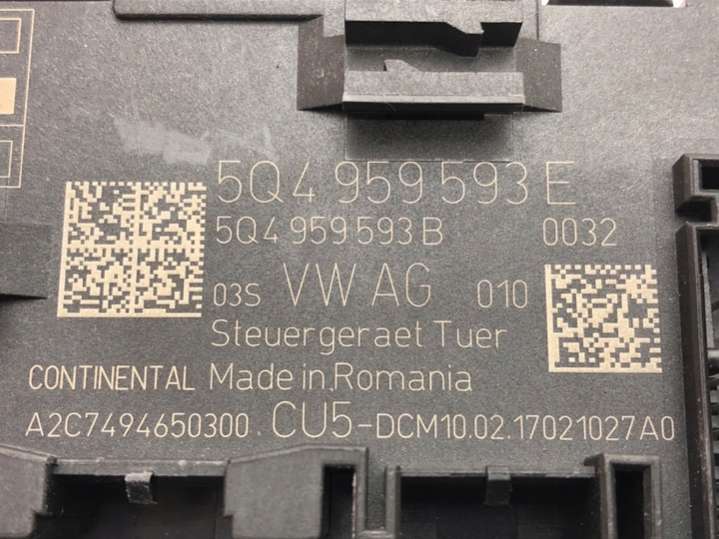 5Q4 959 593 E
5Q4 959 593 B 0032
03S VW AG 010
Steuergeraet Tuer
CONTINENTAL Made in Romania
A2C7494650300 CU5-DCM10.02.17021027A0